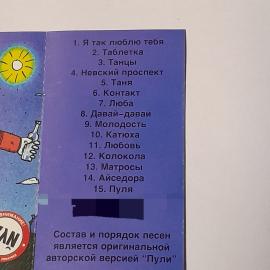 1. Я так люблю тебя
2. Таблетка
3. Танцы
4. Невский проспект
5. Таня
6. Контакт
7. Люба
8. Давай-даваи
9. Молодость
10. Катюха
11. Любовь
12. Колокола
13. Матросы
14. Айседора
15. Пуля
Состав и порядок песен
является оригинальной
авторской версией "Пули"